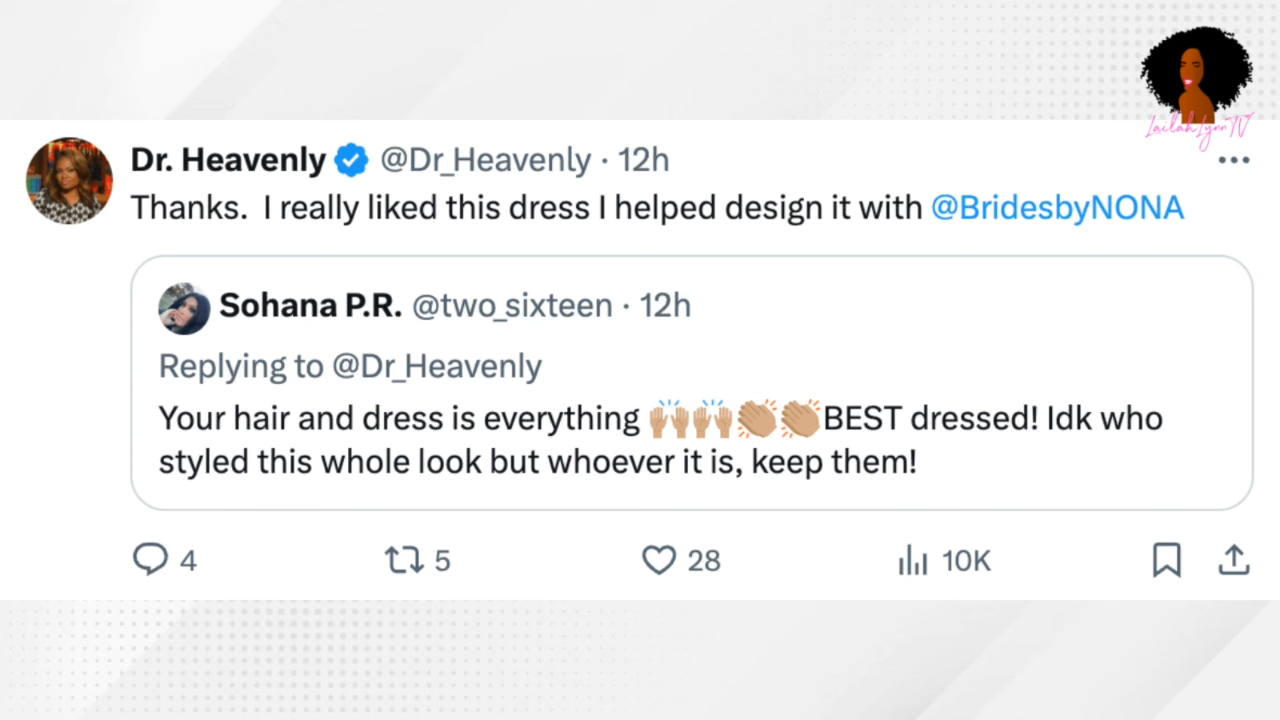 LailahLynnTV
Dr. Heavenly @Dr_Heavenly · 12h
Thanks.  I really liked this dress I helped design it with @BridesbyNONA
Sohana P.R. @two_sixteen · 12h
Replying to @Dr_Heavenly
Your hair and dress is everything 🙌🏼🙌🏼👏🏼👏🏼BEST dressed! Idk who
styled this whole look but whoever it is, keep them!
4 5 28 10K